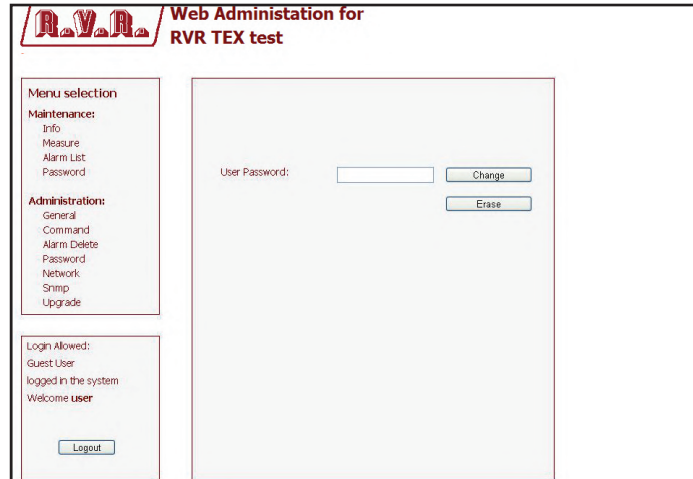 R.V.R.
Web Administation for
RVR TEX test
Menu selection
Maintenance:
Info
Measure
Alarm List
Password
Administration:
General
Command
Alarm Delete
Password
Network
Snmp
Upgrade
User Password:
Change
Erase
Login Allowed:
Guest User
logged in the system
Welcome user
Logout